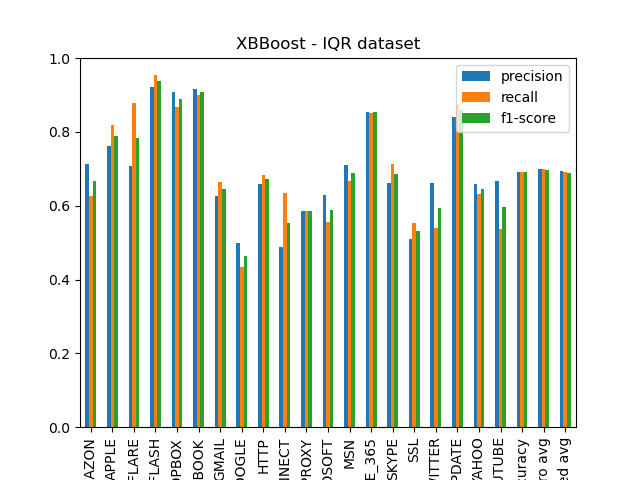 XBBoost - IQR dataset
precision
recall
f1-score
1.0
0.8
0.6
0.4
0.2
0.0
AZON
APPLE
FLARE
FLASH
OPBOX
BOOK
GMAIL
OOGLE
HTTP
NNECT
PROXY
OSOFT
MSN
E_365
SKYPE
SSL
WITTER
PDATE
YAHOO
UTUBE
curacy
ro avg
ed avg